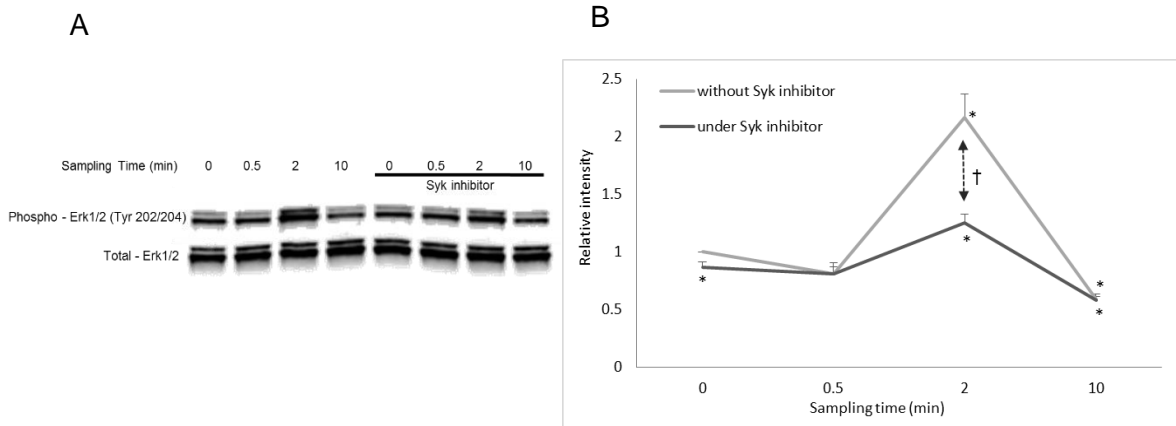 A
Sampling Time (min) 0 0.5 2 10 0 0.5 2 10
Syk inhibitor
Phospho - Erk1/2 (Tyr 202/204)
Total - Erk1/2
B
2.5
2
1.5
1
0.5
0
Relative intensity
without Syk inhibitor
under Syk inhibitor
*
†
*
*
*
*
0 0.5 2 10
Sampling time (min)